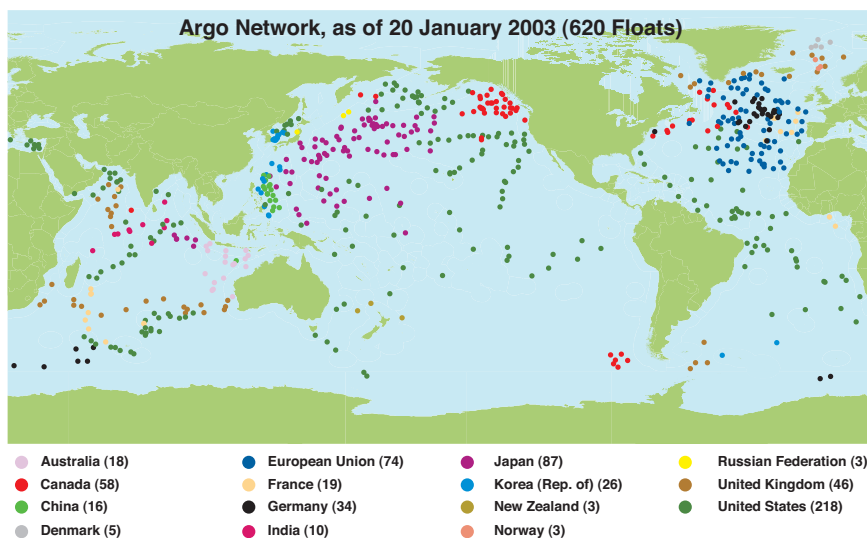 Argo Network, as of 20 January 2003 (620 Floats)
Australia (18)
Canada (58)
China (16)
Denmark (5)
European Union (74)
France (19)
Germany (34)
India (10)
Japan (87)
Korea (Rep. of) (26)
New Zealand (3)
Norway (3)
Russian Federation (3)
United Kingdom (46)
United States (218)